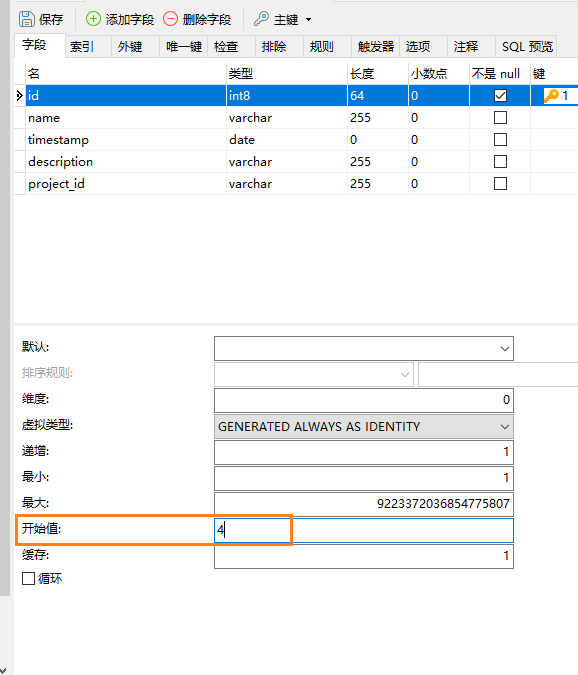 保存 添加字段 删除字段 主键
字段 索引 外键 唯一键 检查 排除 规则 触发器 选项 注释 SQL 预览
名 类型 长度 小数点 不是 null 键
id int8 64 0 1
name varchar 255 0
timestamp date 0 0
description varchar 255 0
project_id varchar 255 0
默认:
排序规则:
维度: 0
虚拟类型: GENERATED ALWAYS AS IDENTITY
递增: 1
最小: 1
最大: 9223372036854775807
开始值: 4
缓存: 1
循环